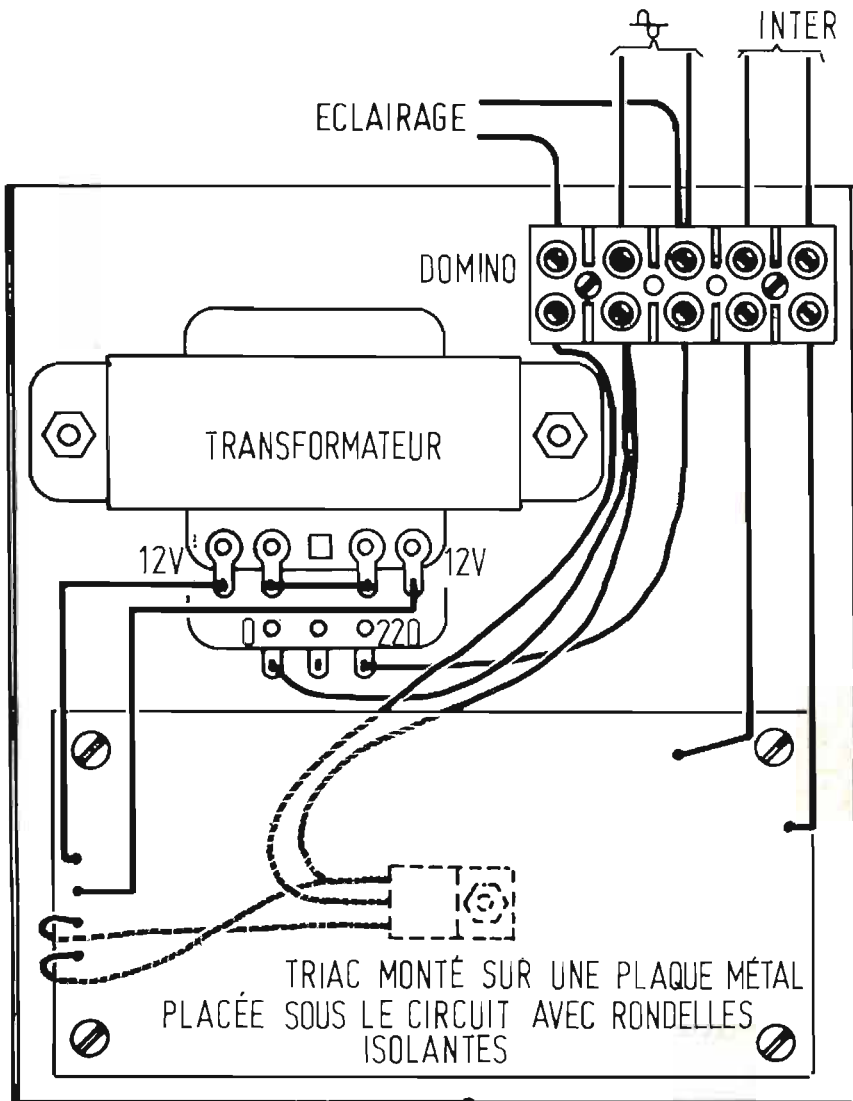 INTER
ECLAIRAGE
DOMINO
TRANSFORMATEUR
12V 12V
0 220
TRIAC MONTÉ SUR UNE PLAQUE MÉTAL
PLACÉE SOUS LE CIRCUIT AVEC RONDELLES
ISOLANTES